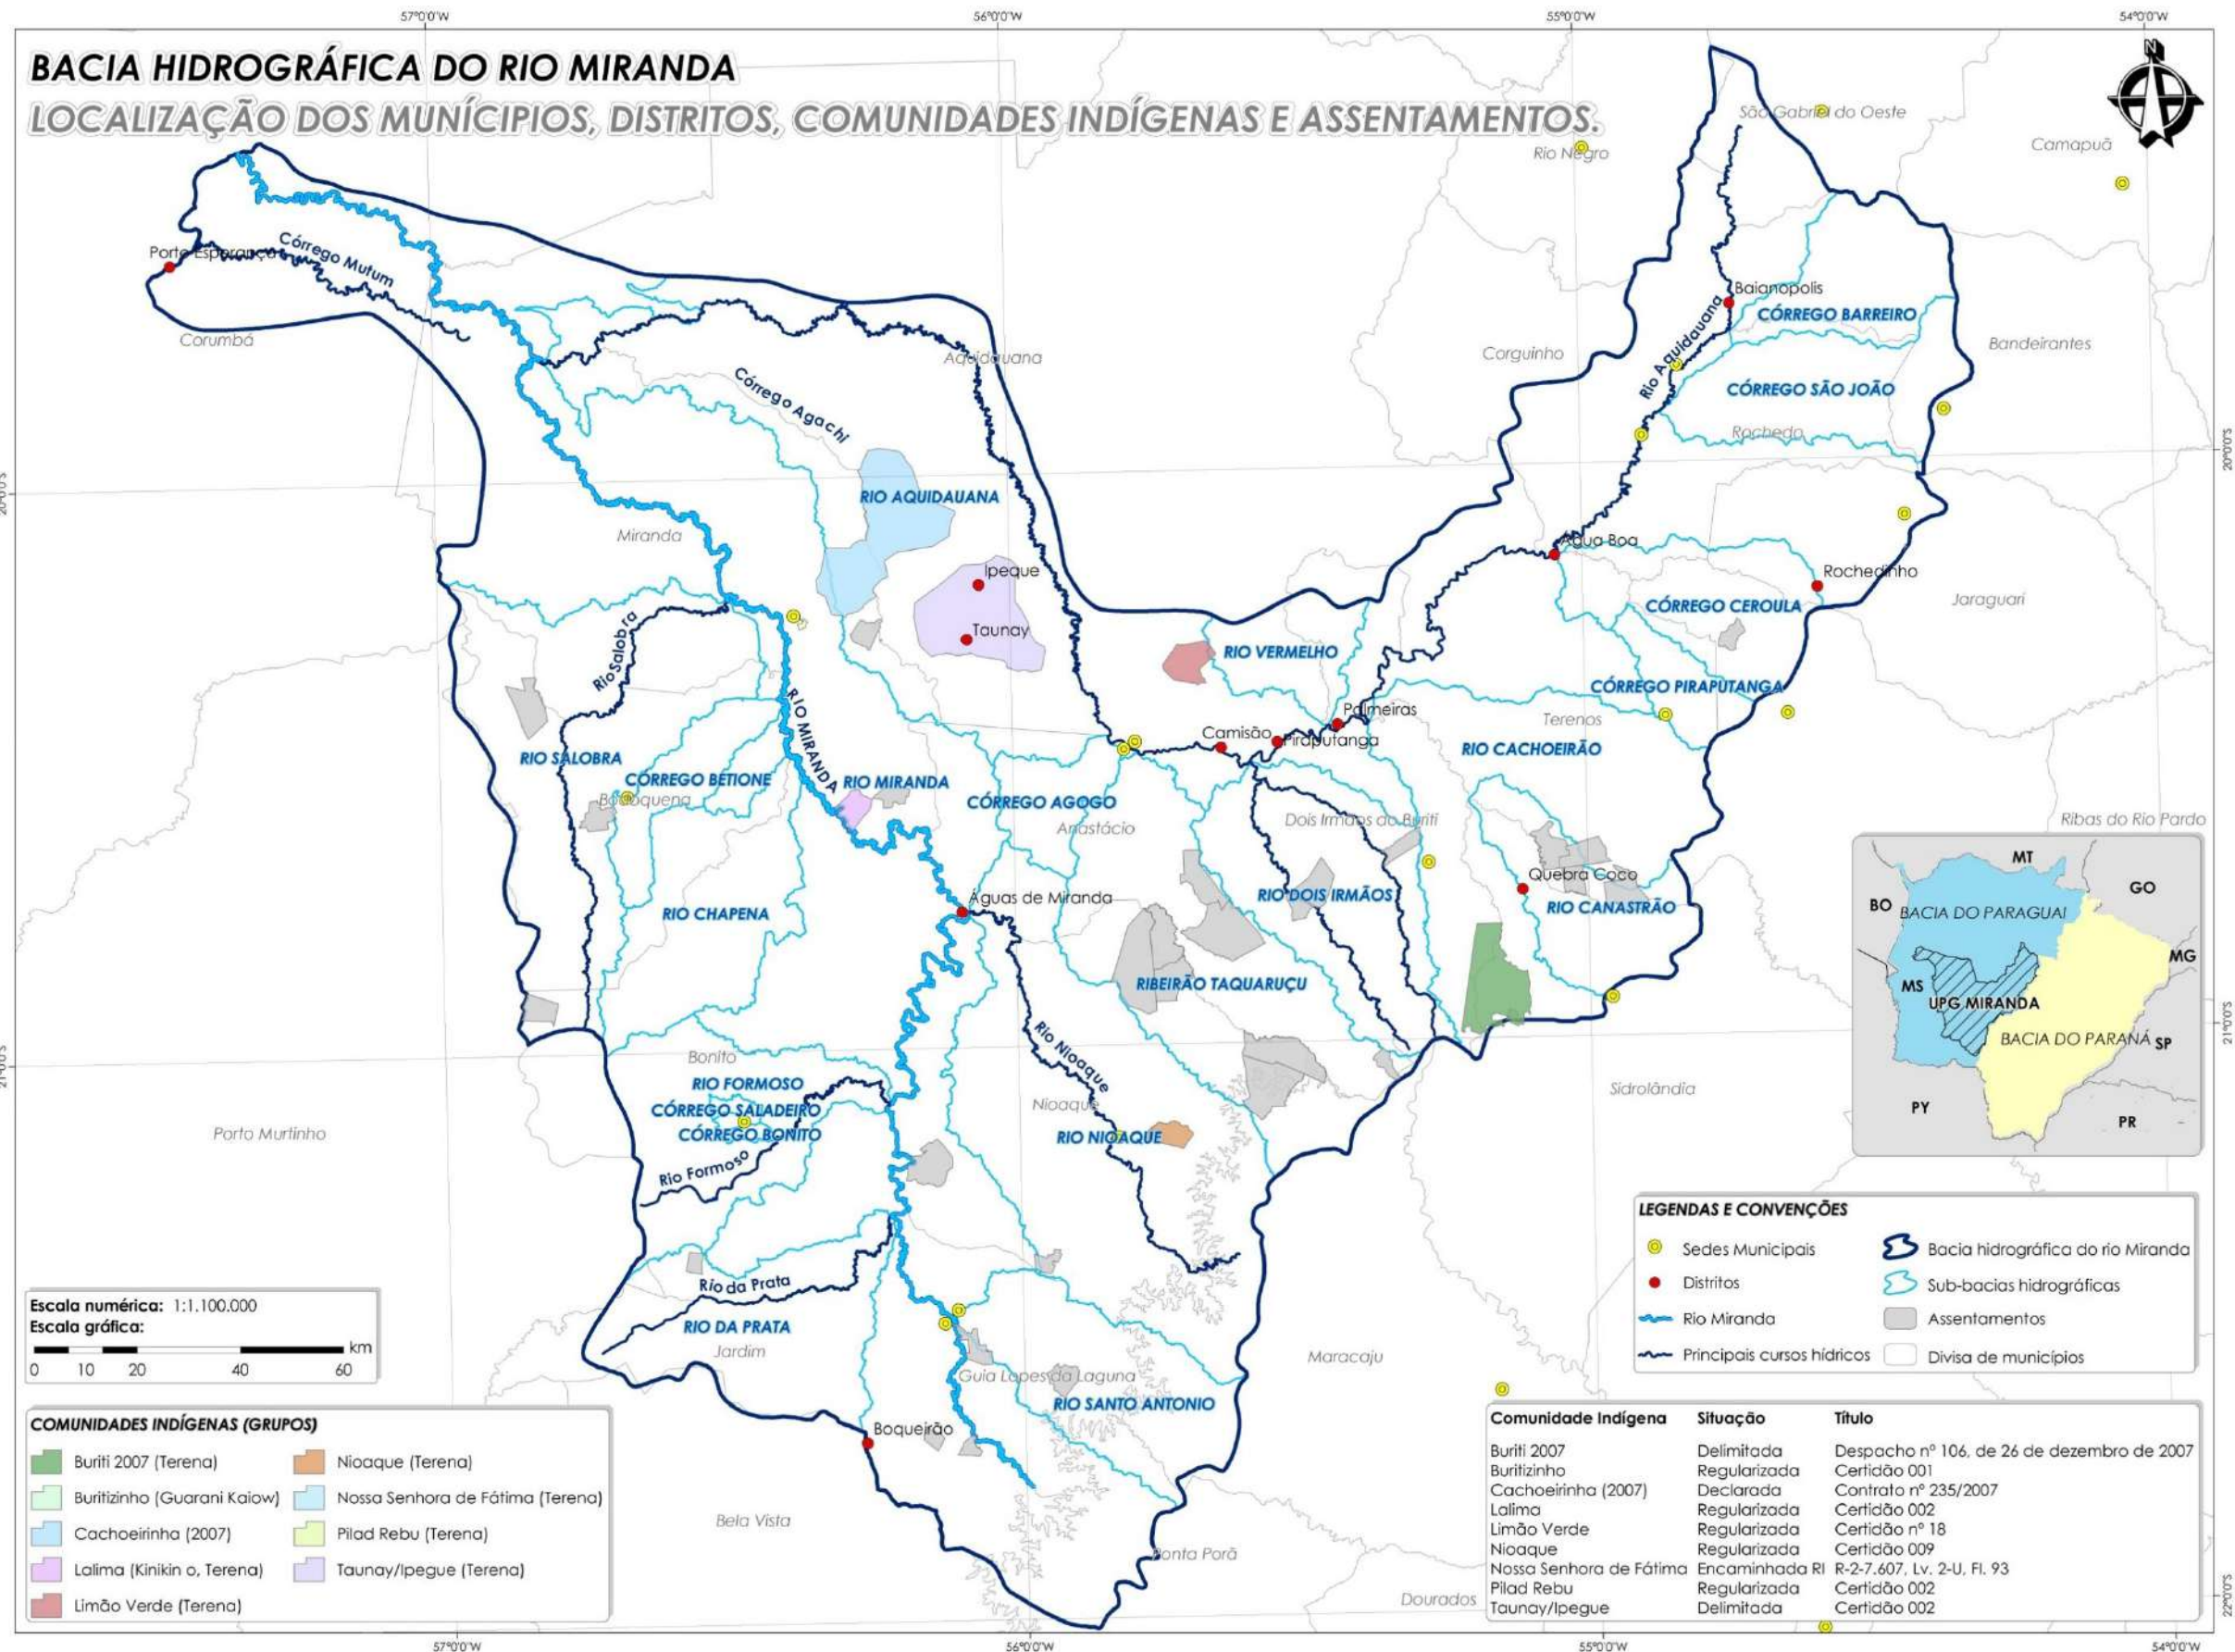 57°0'0"W
56°0'0"W
55°0'0"W
54°0'0"W
BACIA HIDROGRÁFICA DO RIO MIRANDA
LOCALIZAÇÃO DOS MUNÍCIPIOS, DISTRITOS, COMUNIDADES INDÍGENAS E ASSENTAMENTOS.
N
São Gabriel do Oeste
Rio Negro
Camapuã
Porto Esperança
Córrego Mutum
Corumbá
Baianopolis
CÓRREGO BARREIRO
Rio Aquidauana
Bandeirantes
Aquidauana
Corguinho
Córrego Agachi
CÓRREGO SÃO JOÃO
Rochedo
20°0'0"S
RIO AQUIDAUANA
Miranda
Água Boa
Ipeque
Rochedinho
CÓRREGO CEROULA
Jaraguari
Taunay
Rio Salobra
RIO VERMELHO
CÓRREGO PIRAPUTANGA
RIO MIRANDA
Palmeiras
Terenos
Camisão
Piraputanga
RIO CACHOEIRÃO
RIO SALOBRA
CÓRREGO BETIONE
RIO MIRANDA
Bodoquena
CÓRREGO AGOGO
Anastácio
Dois Irmãos do Buriti
Ribas do Rio Pardo
Quebra Coco
Águas de Miranda
RIO DOIS IRMÃOS
RIO CANASTRÃO
RIO CHAPENA
RIBEIRÃO TAQUARUÇU
MT
GO
BO
BACIA DO PARAGUAI
MG
MS
UPG MIRANDA
BACIA DO PARANÁ
SP
PY
PR
21°0'0"S
Rio Nioaque
Bonito
RIO FORMOSO
CÓRREGO SALADEIRO
CÓRREGO BONITO
Nioaque
Sidrolândia
Porto Murtinho
RIO NIOAQUE
Rio Formoso
Rio da Prata
RIO DA PRATA
Jardim
Maracaju
Guia Lopes da Laguna
RIO SANTO ANTONIO
Boqueirão
Bela Vista
Ponta Porã
Dourados
22°0'0"S
LEGENDAS E CONVENÇÕES
Sedes Municipais
Bacia hidrográfica do rio Miranda
Distritos
Sub-bacias hidrográficas
Rio Miranda
Assentamentos
Principais cursos hídricos
Divisa de municípios
Escala numérica: 1:1.100.000
Escala gráfica:
km
0 10 20 40 60
COMUNIDADES INDÍGENAS (GRUPOS)
Buriti 2007 (Terena)
Nioaque (Terena)
Buritizinho (Guarani Kaiow)
Nossa Senhora de Fátima (Terena)
Cachoeirinha (2007)
Pilad Rebu (Terena)
Lalima (Kinikin o, Terena)
Taunay/Ipegue (Terena)
Limão Verde (Terena)
Comunidade Indígena Situação Título
Buriti 2007 Delimitada Despacho nº 106, de 26 de dezembro de 2007
Buritizinho Regularizada Certidão 001
Cachoeirinha (2007) Declarada Contrato nº 235/2007
Lalima Regularizada Certidão 002
Limão Verde Regularizada Certidão nº 18
Nioaque Regularizada Certidão 009
Nossa Senhora de Fátima Encaminhada RI R-2-7.607, Lv. 2-U, Fl. 93
Pilad Rebu Regularizada Certidão 002
Taunay/Ipegue Delimitada Certidão 002
57°0'0"W
56°0'0"W
55°0'0"W
54°0'0"W